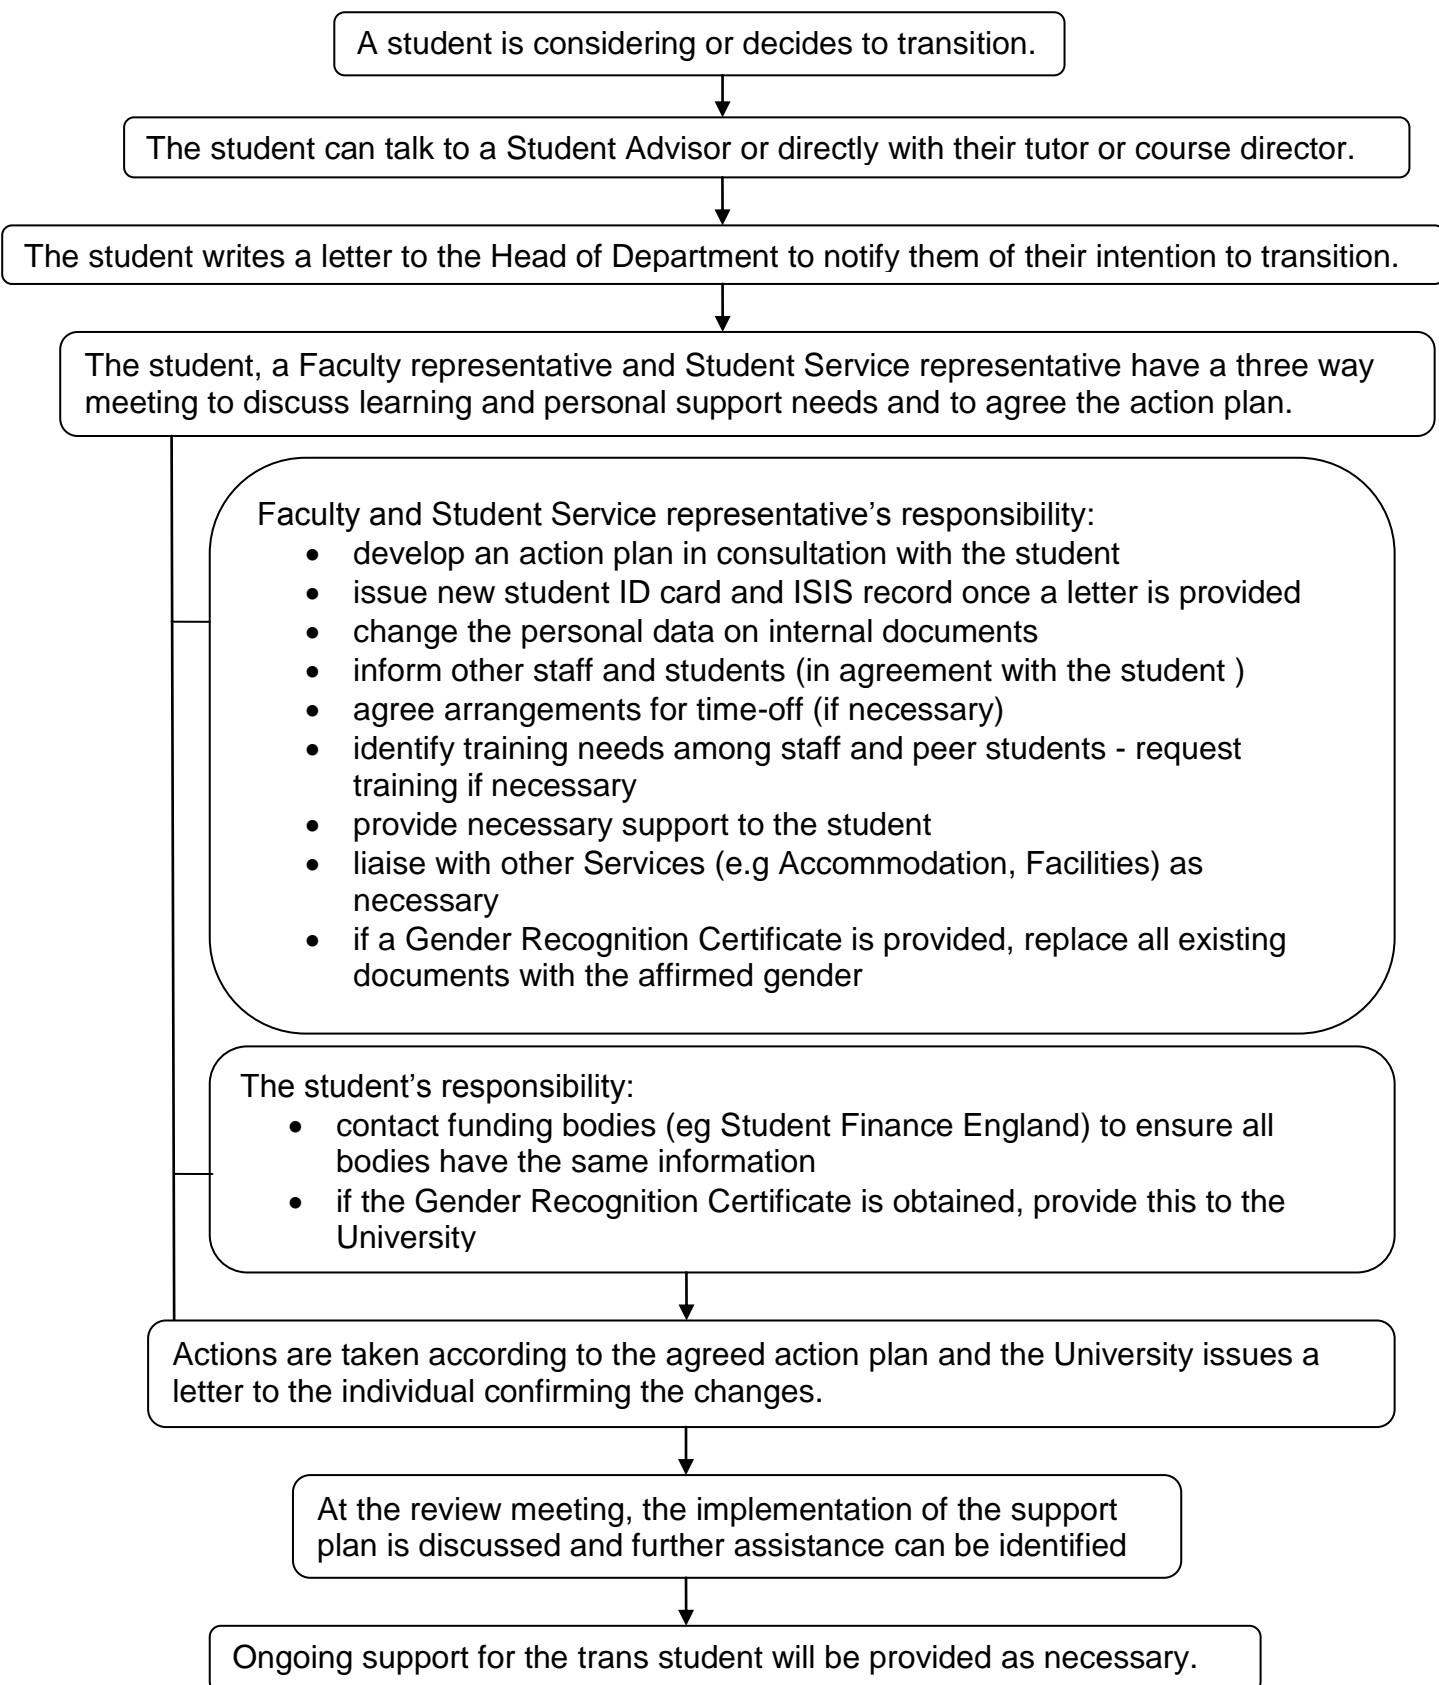 A student is considering or decides to transition.
The student can talk to a Student Advisor or directly with their tutor or course director.
The student writes a letter to the Head of Department to notify them of their intention to transition.
The student, a Faculty representative and Student Service representative have a three way
meeting to discuss learning and personal support needs and to agree the action plan.
Faculty and Student Service representative’s responsibility:
• develop an action plan in consultation with the student
• issue new student ID card and ISIS record once a letter is provided
• change the personal data on internal documents
• inform other staff and students (in agreement with the student )
• agree arrangements for time-off (if necessary)
• identify training needs among staff and peer students - request
training if necessary
• provide necessary support to the student
• liaise with other Services (e.g Accommodation, Facilities) as
necessary
• if a Gender Recognition Certificate is provided, replace all existing
documents with the affirmed gender
The student’s responsibility:
• contact funding bodies (eg Student Finance England) to ensure all
bodies have the same information
• if the Gender Recognition Certificate is obtained, provide this to the
University
Actions are taken according to the agreed action plan and the University issues a
letter to the individual confirming the changes.
At the review meeting, the implementation of the support
plan is discussed and further assistance can be identified
Ongoing support for the trans student will be provided as necessary.